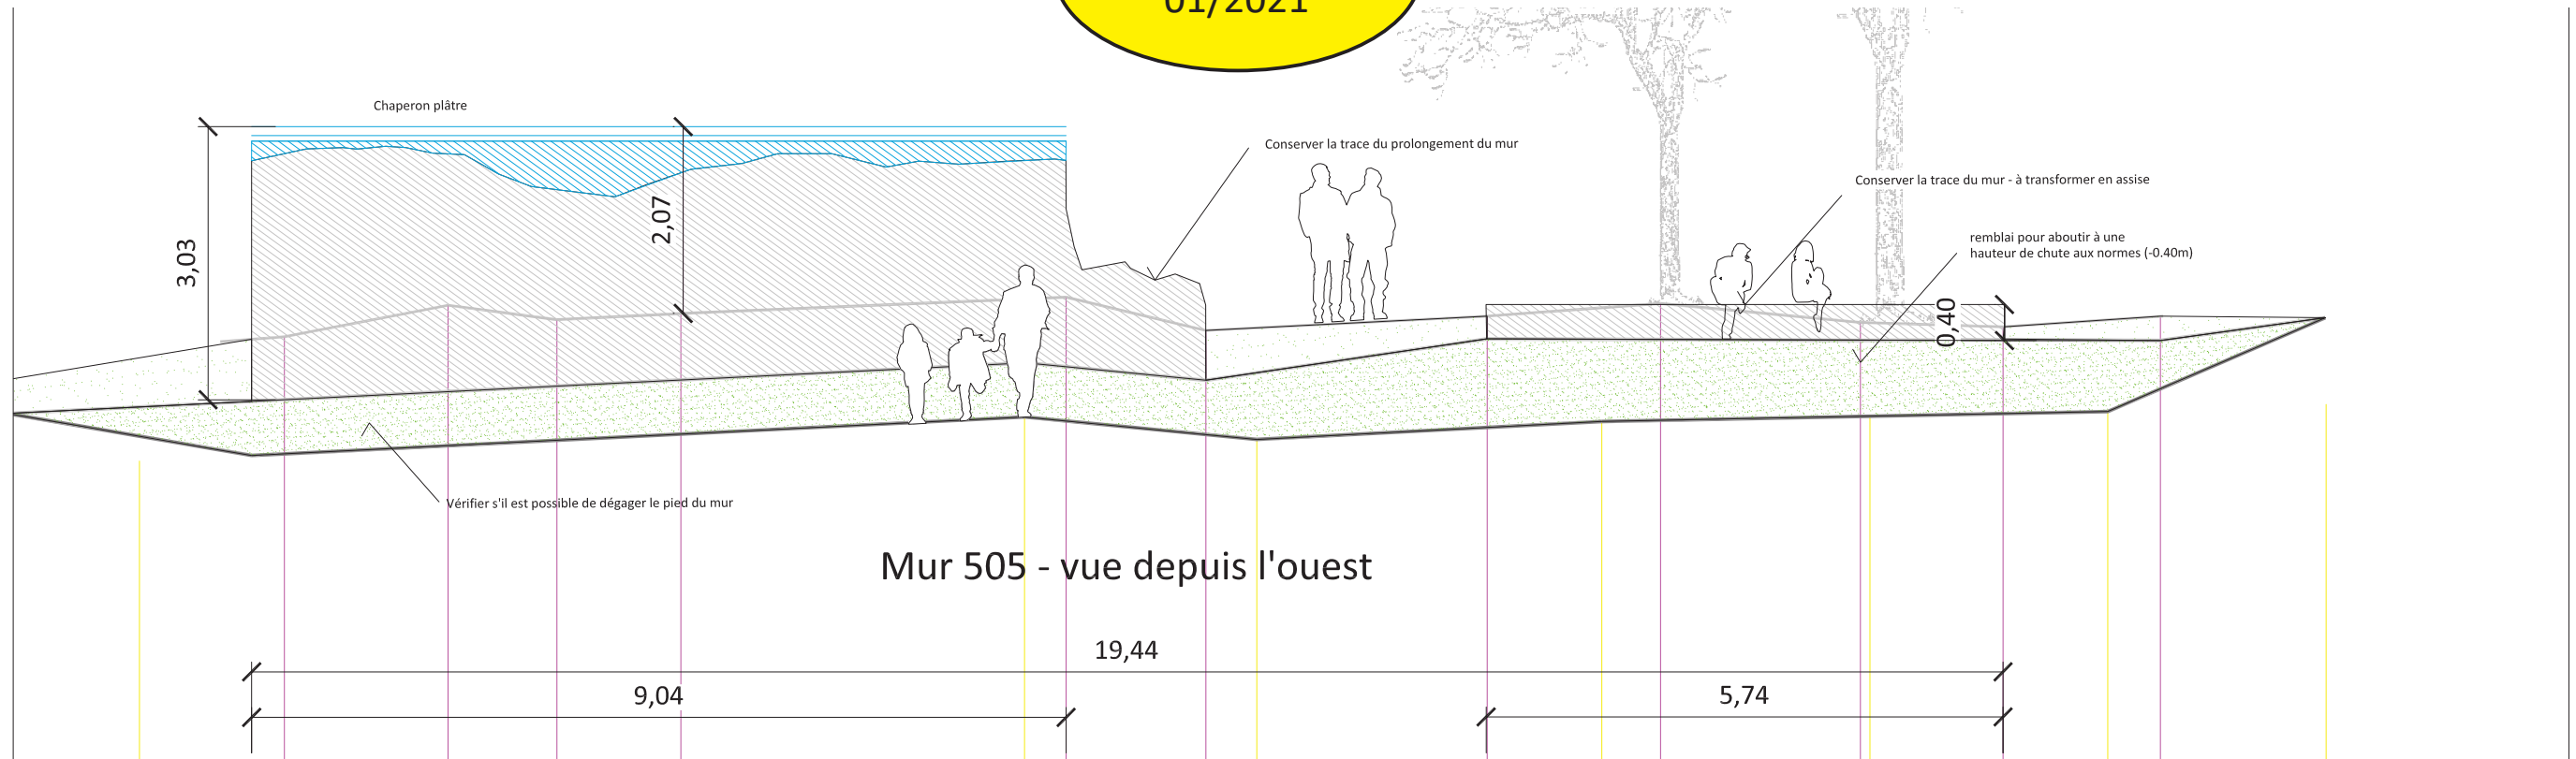 01/2021
Chaperon plâtre
Conserver la trace du prolongement du mur
Conserver la trace du mur - à transformer en assise
remblai pour aboutir à une
hauteur de chute aux normes (-0.40m)
3,03
2,07
0,40
Vérifier s'il est possible de dégager le pied du mur
Mur 505 - vue depuis l'ouest
19,44
9,04
5,74